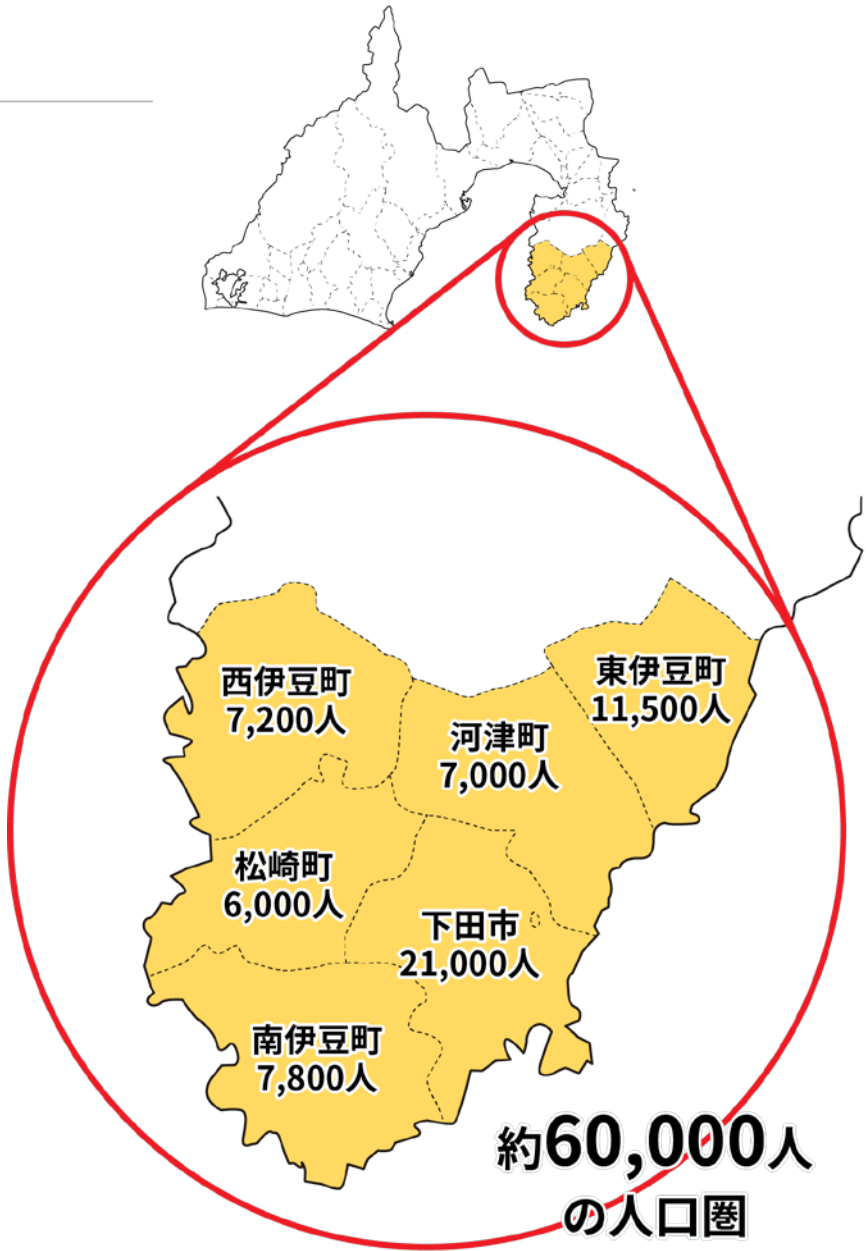 西伊豆町
7,200人
東伊豆町
11,500人
河津町
7,000人
松崎町
6,000人
下田市
21,000人
南伊豆町
7,800人
約60,000人
の人口圏